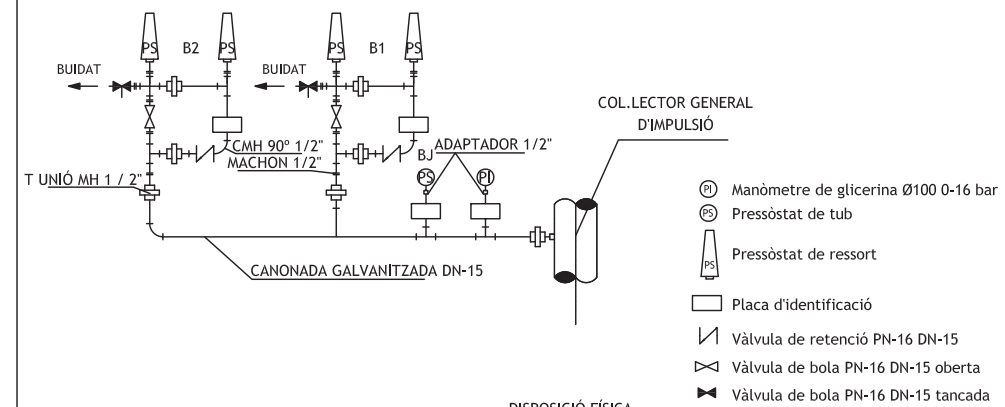 PS
B2
PS
PS
B1
PS
BUIDAT
BUIDAT
COL.LECTOR GENERAL
D'IMPULSIÓ
CMH 90º 1/2"
BJ
ADAPTADOR 1/2"
MACHON 1/2"
T UNIÓ MH 1 / 2"
PS
PI
CANONADA GALVANITZADA DN-15
PI Manòmetre de glicerina Ø100 0-16 bar
PS Pressòstat de tub
PS Pressòstat de ressort
Placa d'identificació
Vàlvula de retenció PN-16 DN-15
Vàlvula de bola PN-16 DN-15 oberta
Vàlvula de bola PN-16 DN-15 tancada
DISPOSICIÓ FÍSICA